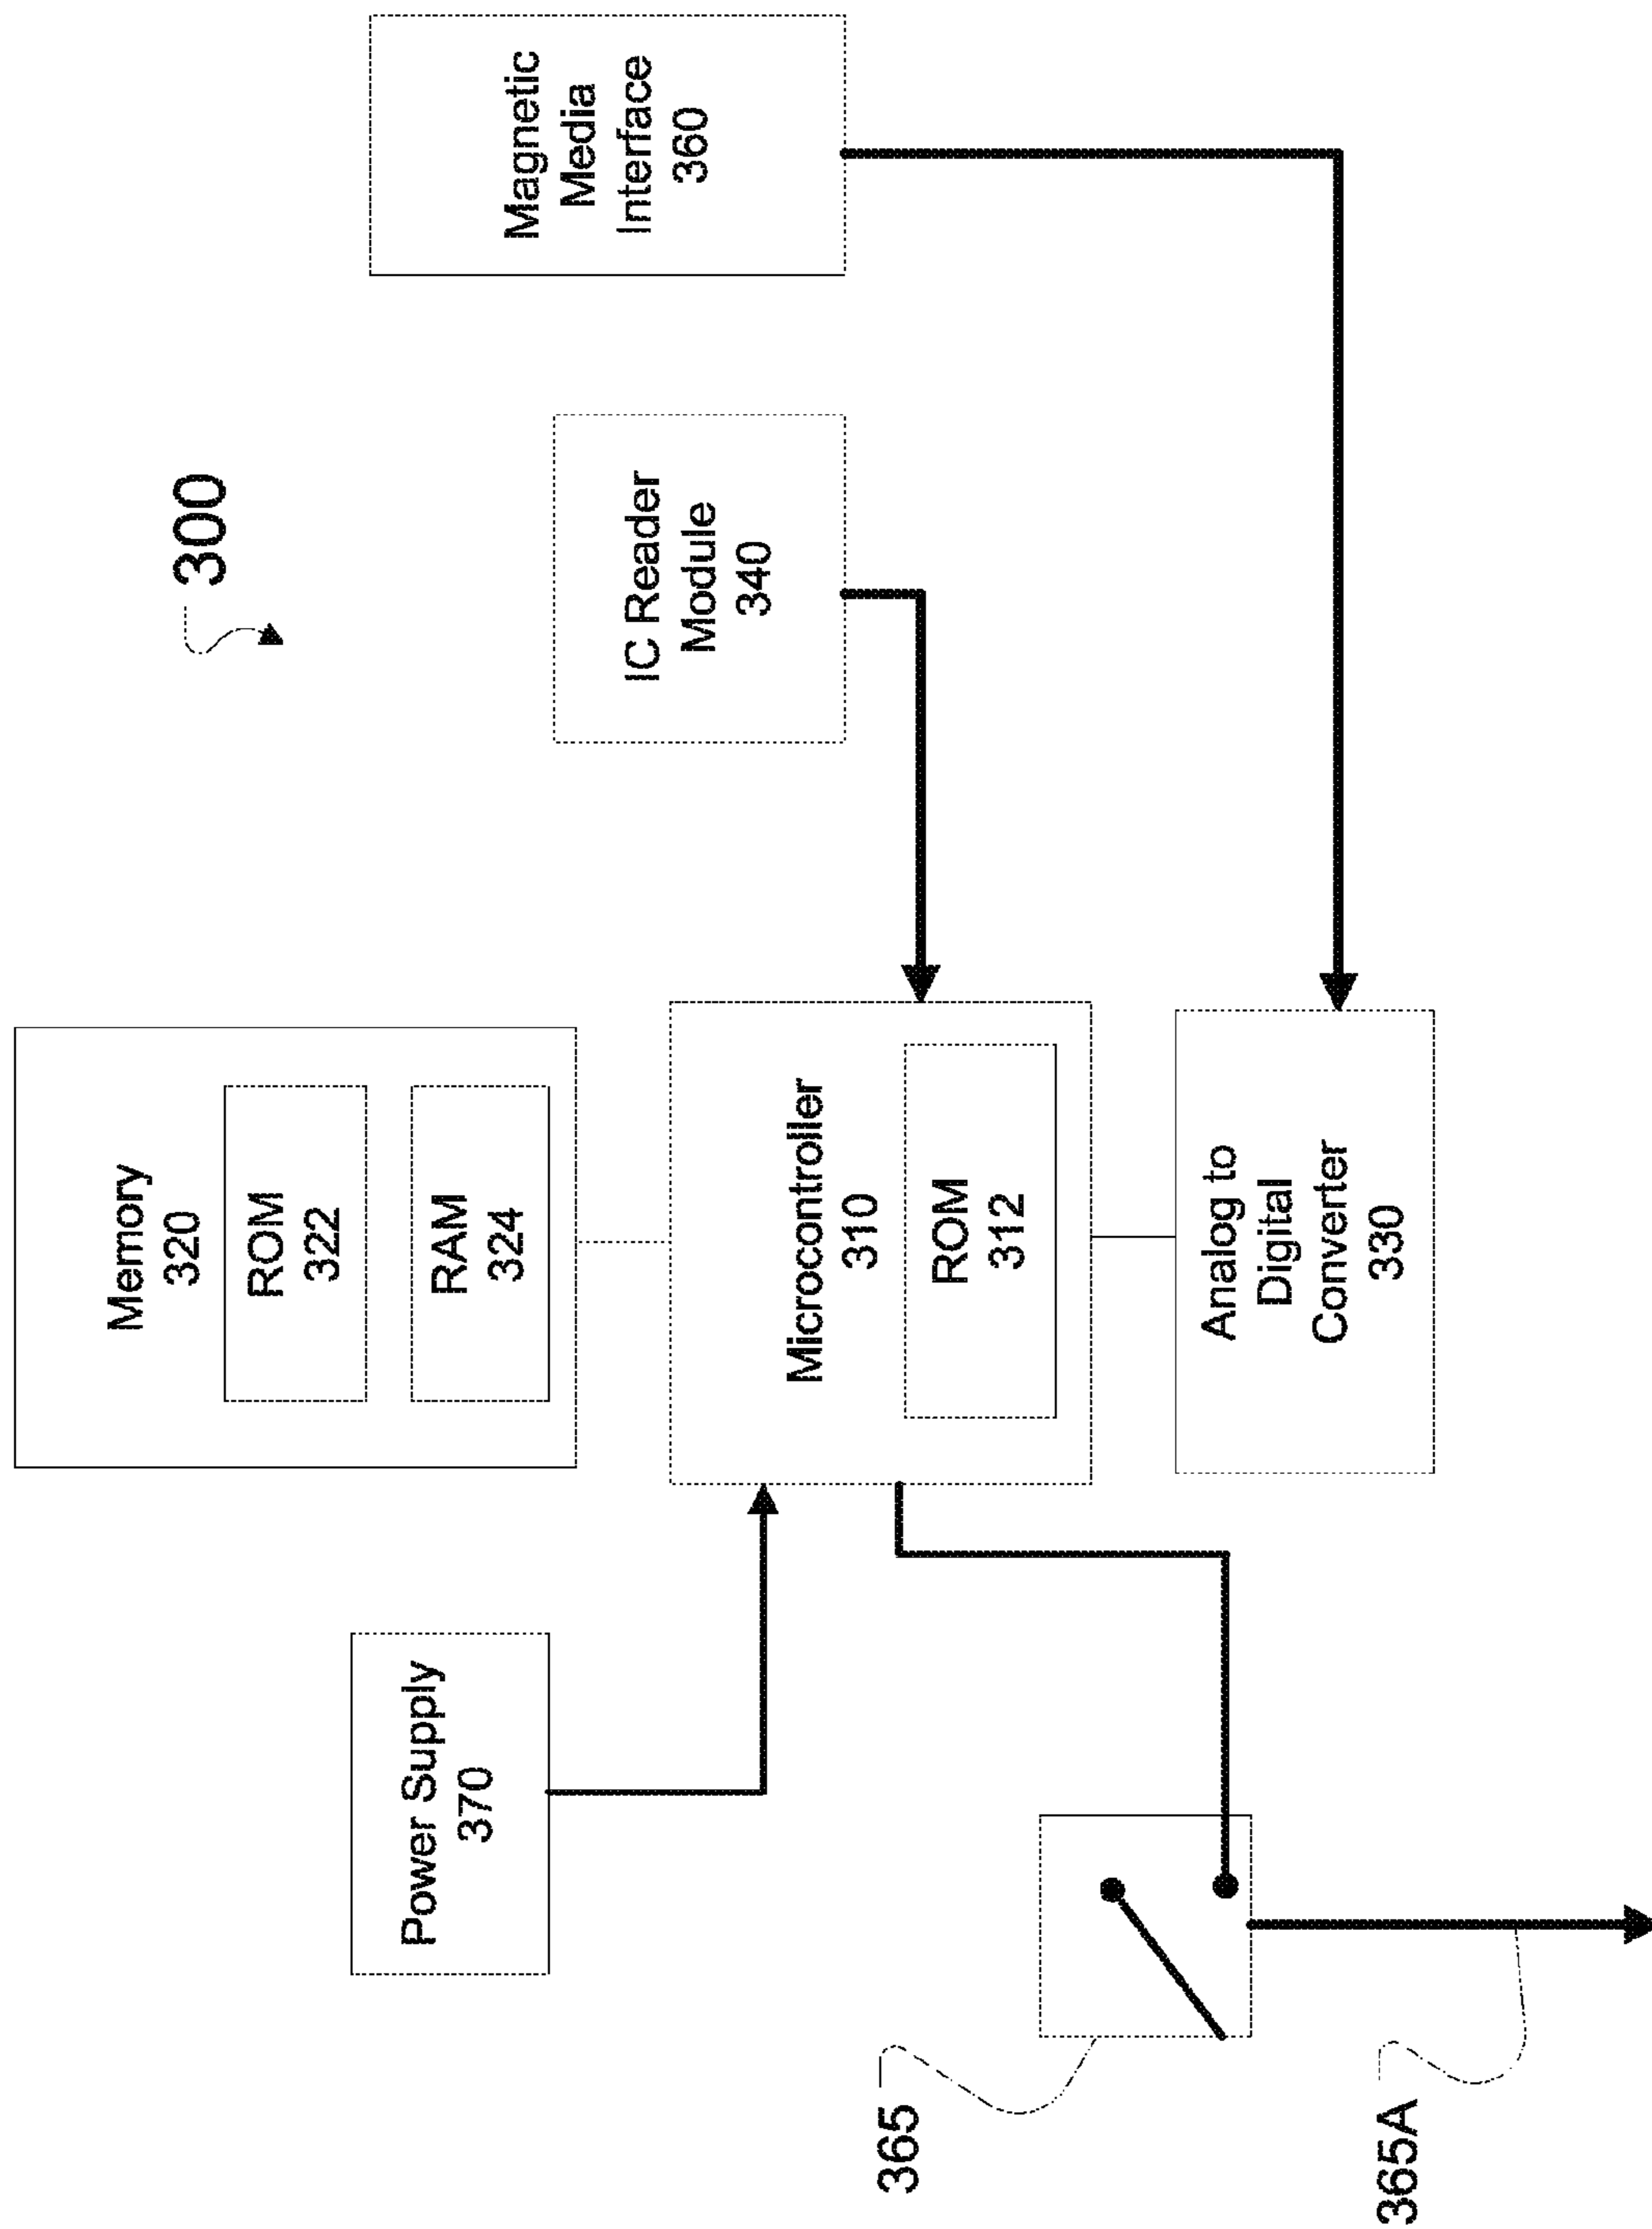 300
Memory
320
ROM
322
RAM
324
Power Supply
370
Magnetic
Media
Interface
360
IC Reader
Module
340
Microcontroller
310
ROM
312
365
Analog to
Digital
Converter
330
365A